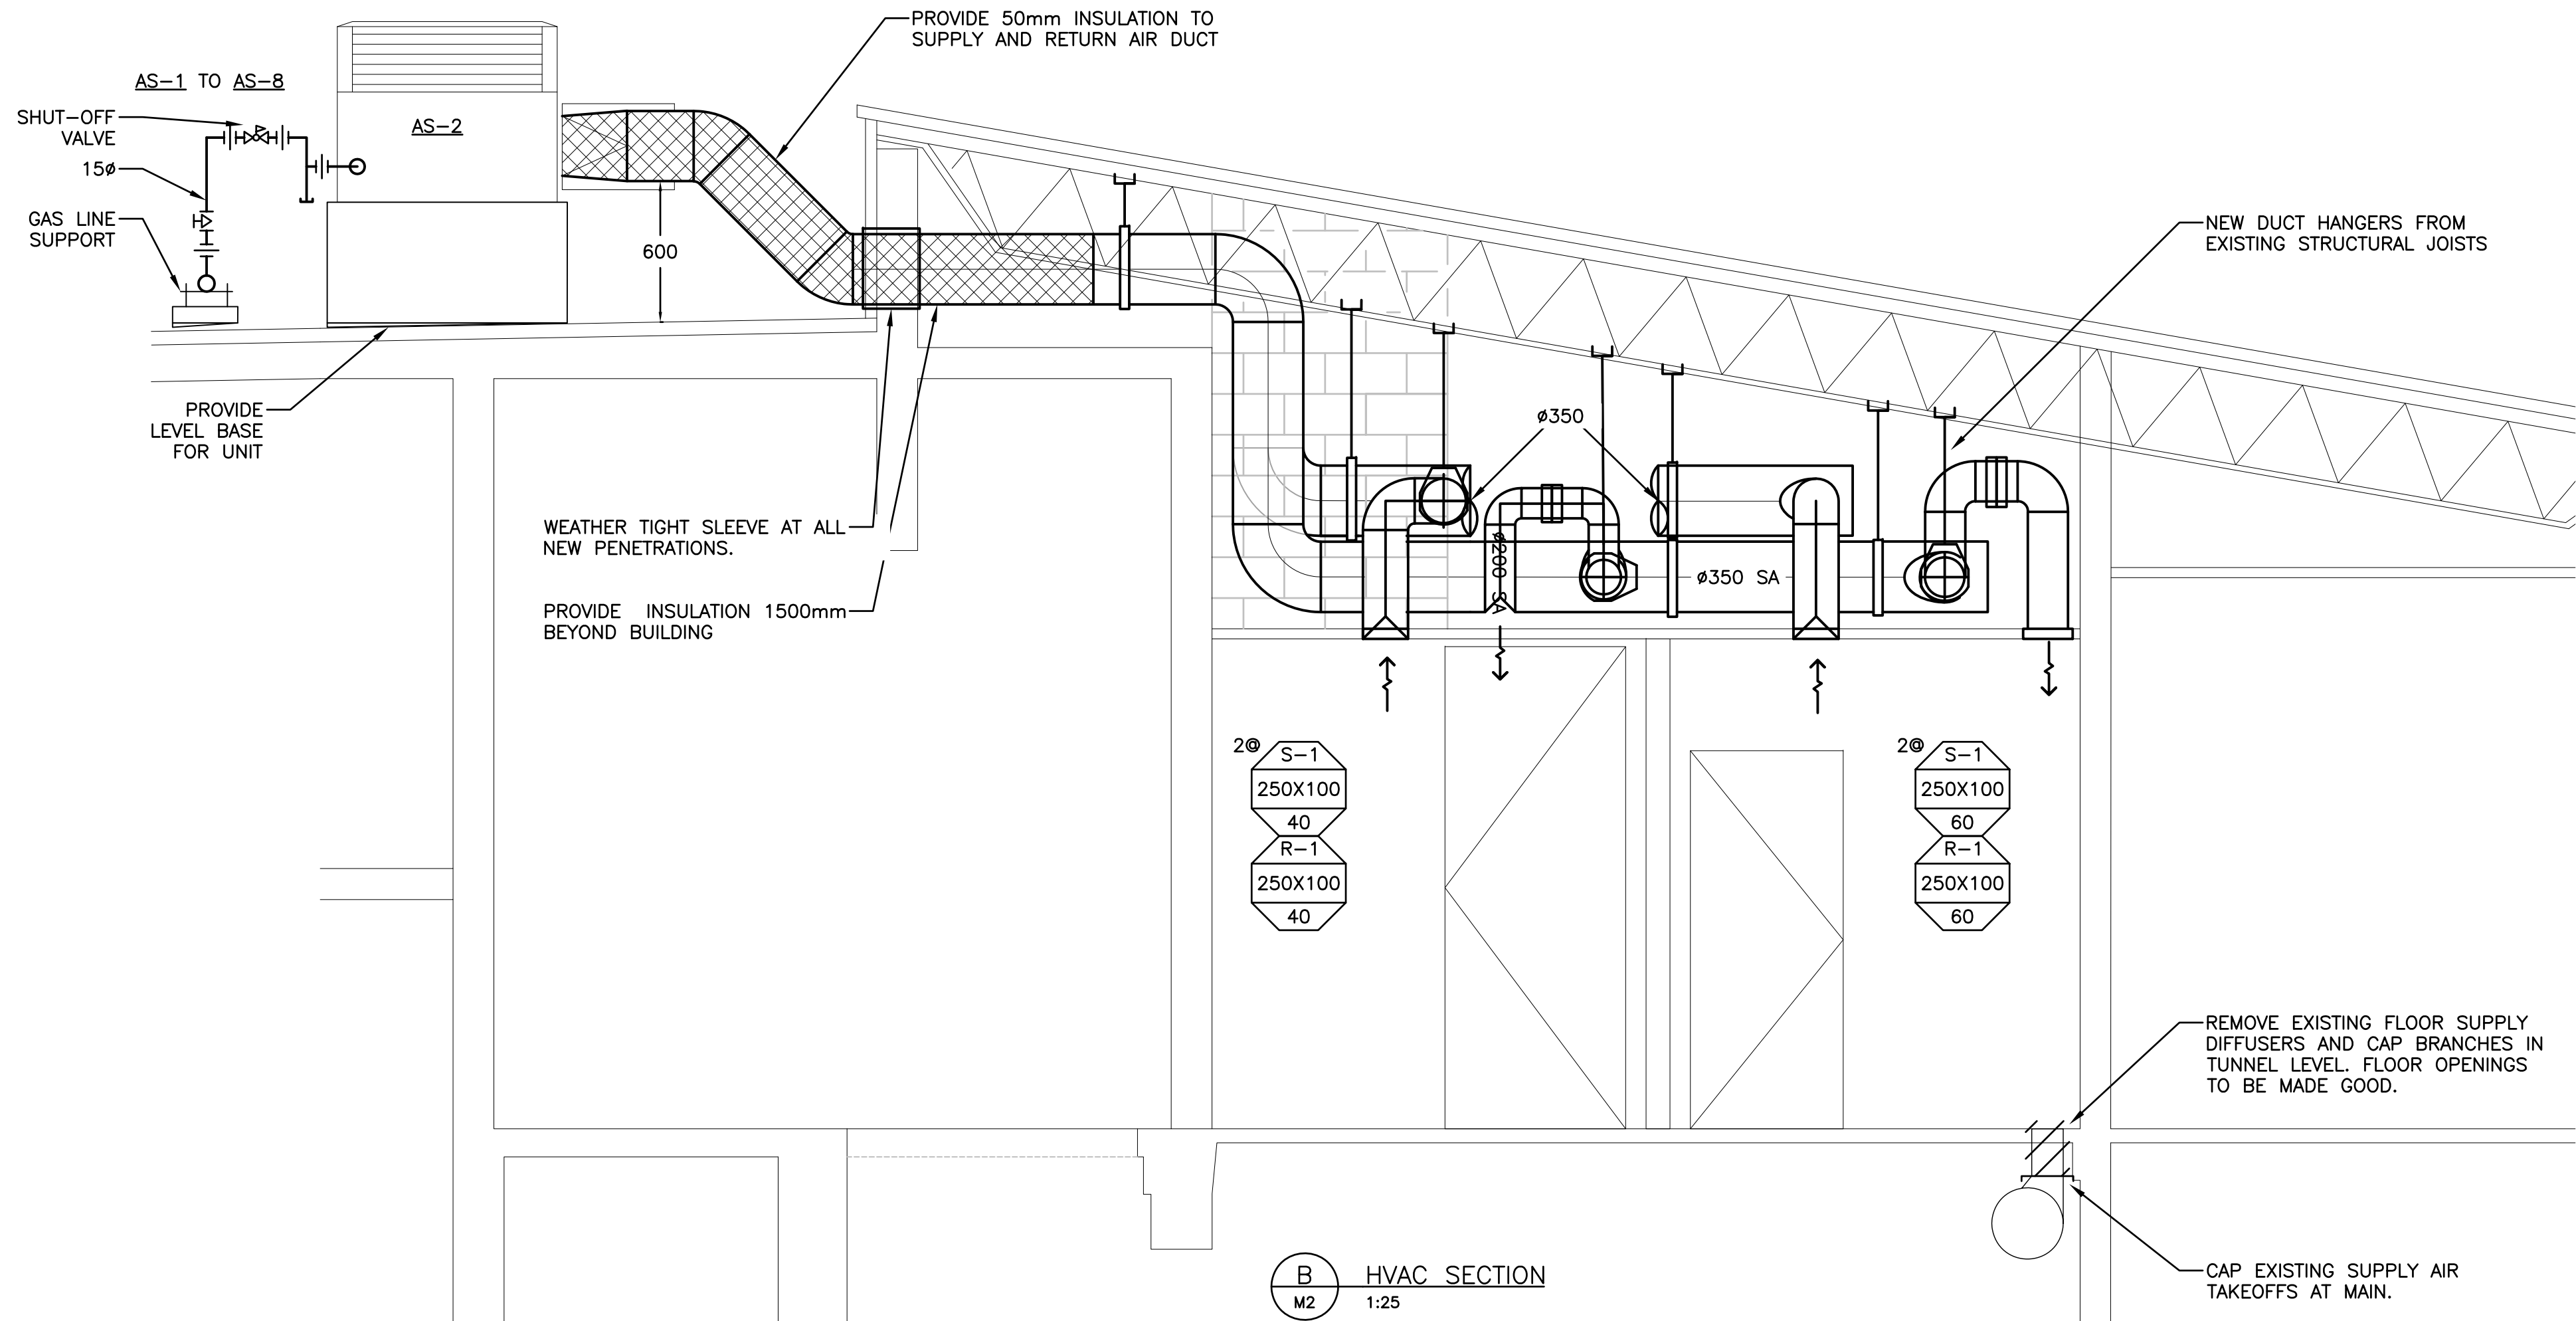 PROVIDE 50mm INSULATION TO
SUPPLY AND RETURN AIR DUCT
AS-1 TO AS-8
SHUT-OFF
VALVE
AS-2
15ø
GAS LINE
SUPPORT
600
NEW DUCT HANGERS FROM
EXISTING STRUCTURAL JOISTS
PROVIDE
LEVEL BASE
FOR UNIT
ø350
WEATHER TIGHT SLEEVE AT ALL
NEW PENETRATIONS.
ø200 SA
ø350 SA
PROVIDE INSULATION 1500mm
BEYOND BUILDING
2@
S-1
250X100
40
R-1
250X100
40
2@
S-1
250X100
60
R-1
250X100
60
REMOVE EXISTING FLOOR SUPPLY
DIFFUSERS AND CAP BRANCHES IN
TUNNEL LEVEL. FLOOR OPENINGS
TO BE MADE GOOD.
CAP EXISTING SUPPLY AIR
TAKEOFFS AT MAIN.
B
M2
HVAC SECTION
1:25